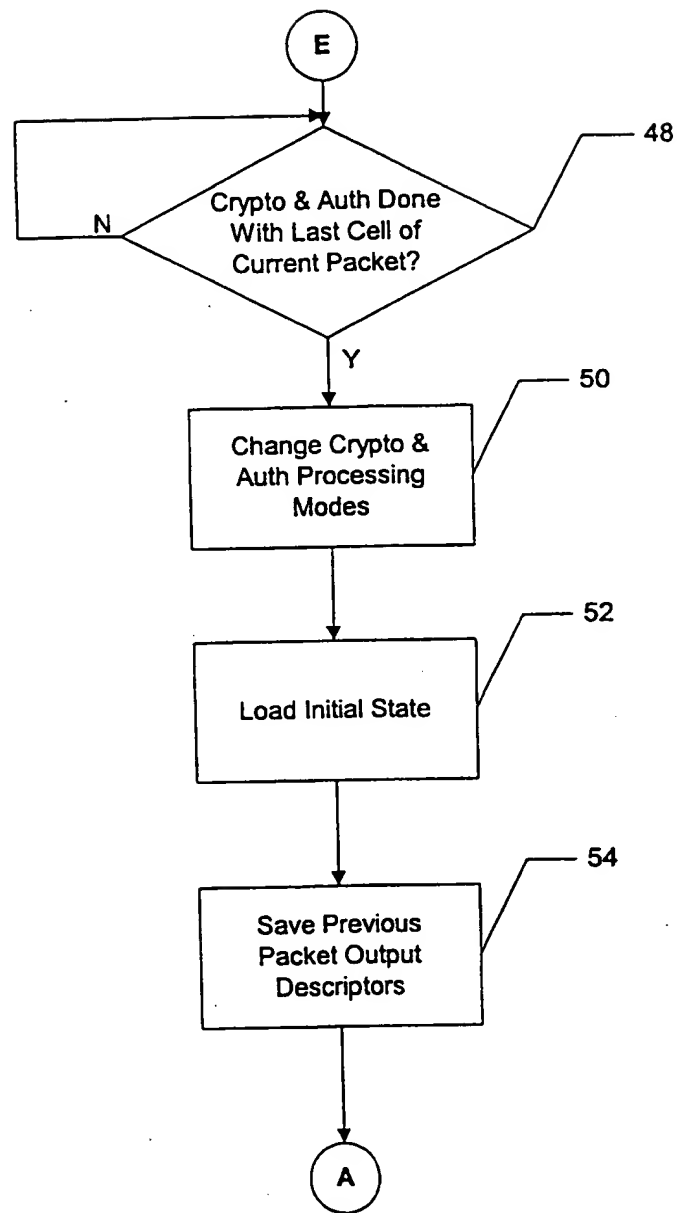 E
48
Crypto & Auth Done
With Last Cell of
Current Packet?
N
Y
50
Change Crypto &
Auth Processing
Modes
52
Load Initial State
54
Save Previous
Packet Output
Descriptors
A